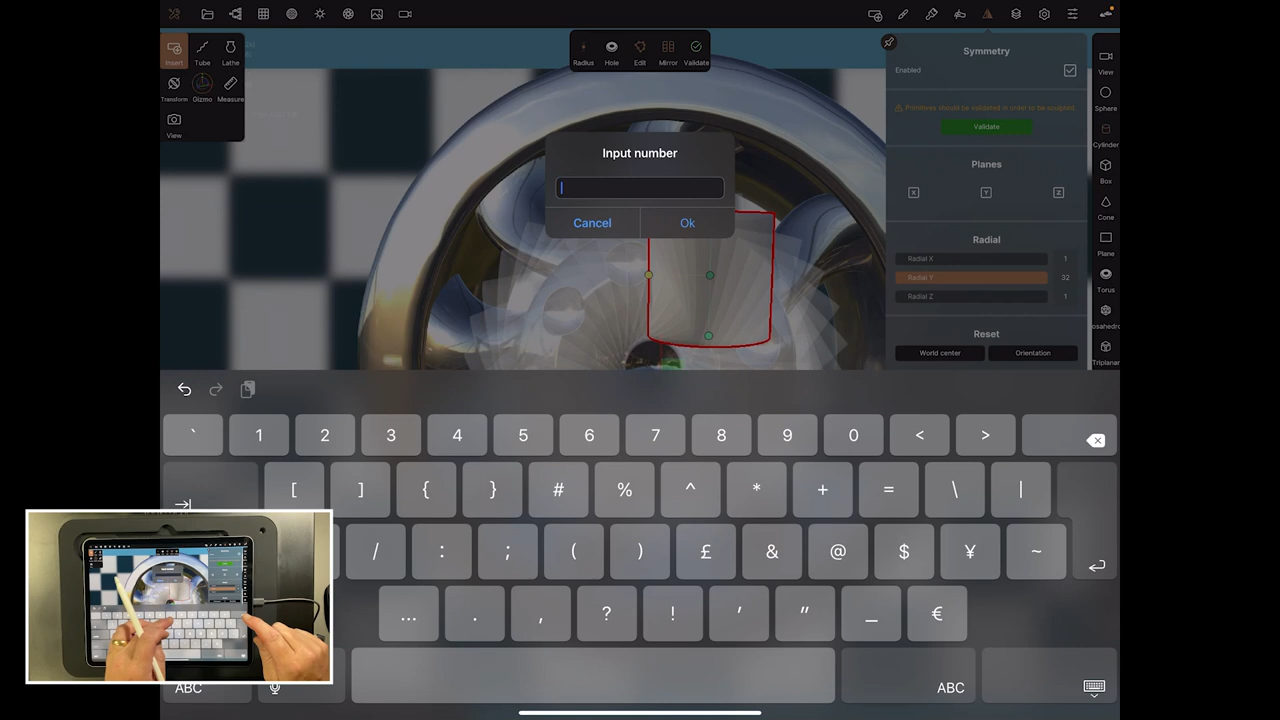 Insert Tube Lathe
Transform Gizmo Measure
View
Radius Hole Edit Mirror Validate
Symmetry
Enabled
Primitives should be validated in order to be sculpted.
Validate
Planes
X Y Z
Radial
Radial X 1
Radial Y 32
Radial Z 1
Reset
World center Orientation
View
Sphere
Cylinder
Box
Cone
Plane
Torus
osahedro
Triplanar
Input number
Cancel Ok
` 1 2 3 4 5 6 7 8 9 0 < >
[ ] { } # % ^ * + = \ |
/ : ; ( ) £ & @ $ ¥ ~
... . , ? ! ' " _ €
ABC ABC